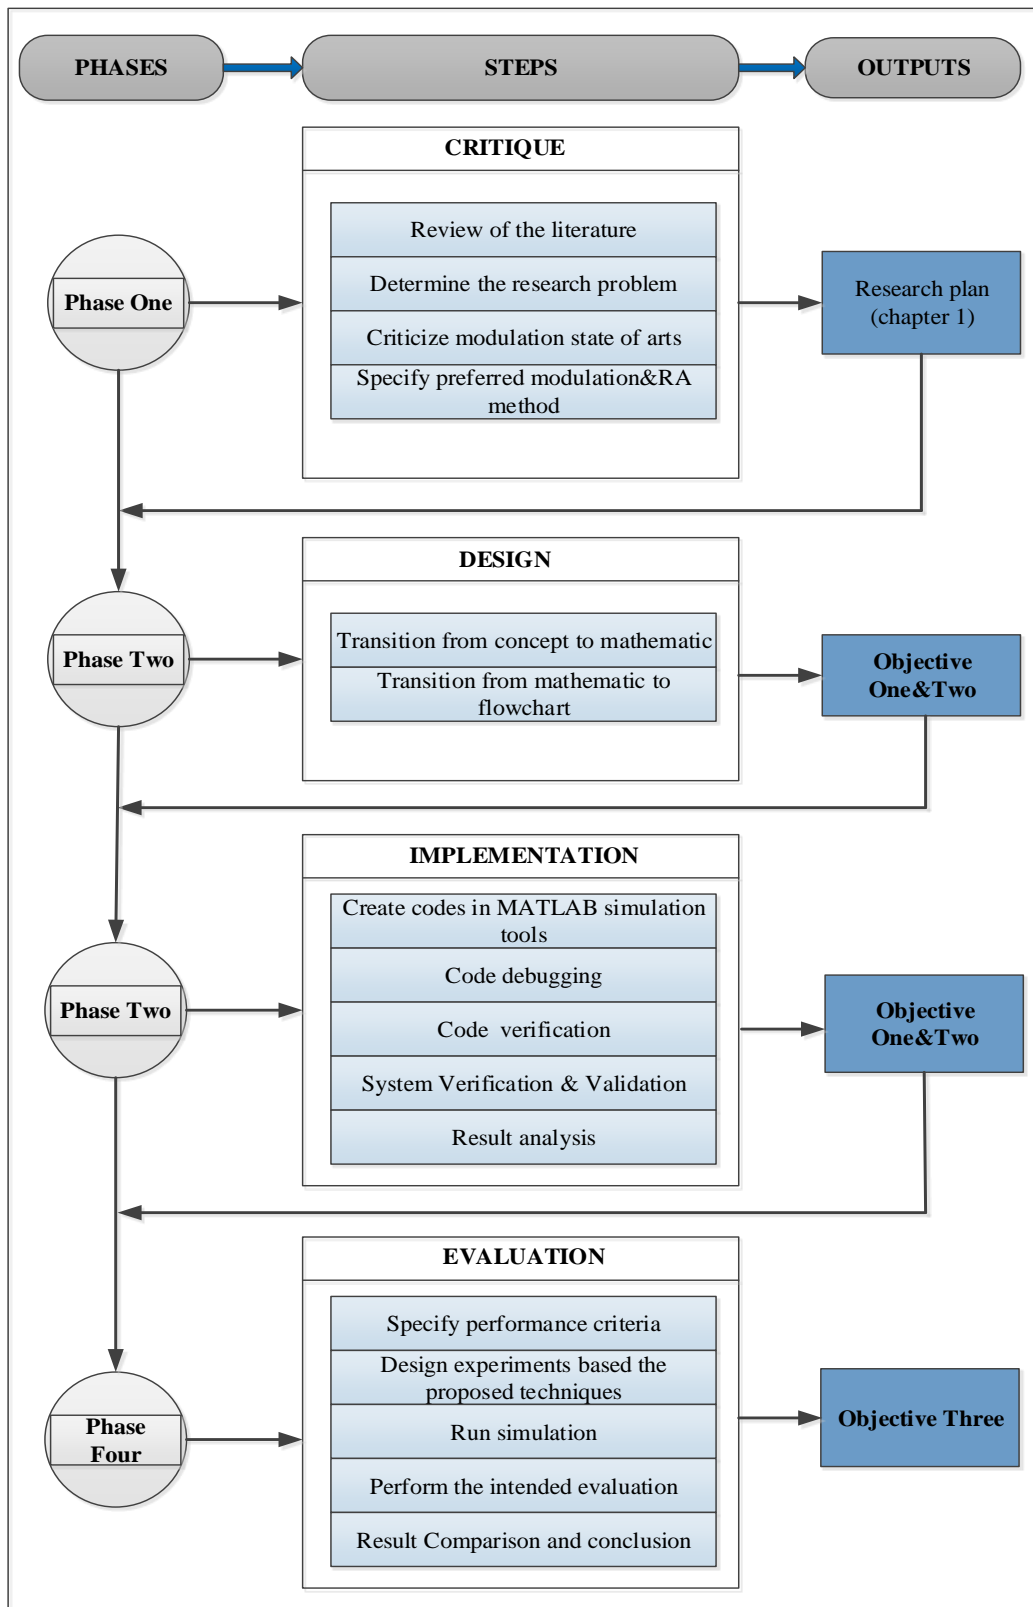 PHASES
STEPS
OUTPUTS
CRITIQUE
Review of the literature
Determine the research problem
Criticize modulation state of arts
Specify preferred modulation&RA
method
Phase One
Research plan
(chapter 1)
DESIGN
Transition from concept to mathematic
Transition from mathematic to
flowchart
Phase Two
Objective
One&Two
IMPLEMENTATION
Create codes in MATLAB simulation
tools
Code debugging
Code verification
System Verification & Validation
Result analysis
Phase Two
Objective
One&Two
EVALUATION
Specify performance criteria
Design experiments based the
proposed techniques
Run simulation
Perform the intended evaluation
Result Comparison and conclusion
Phase
Four
Objective Three